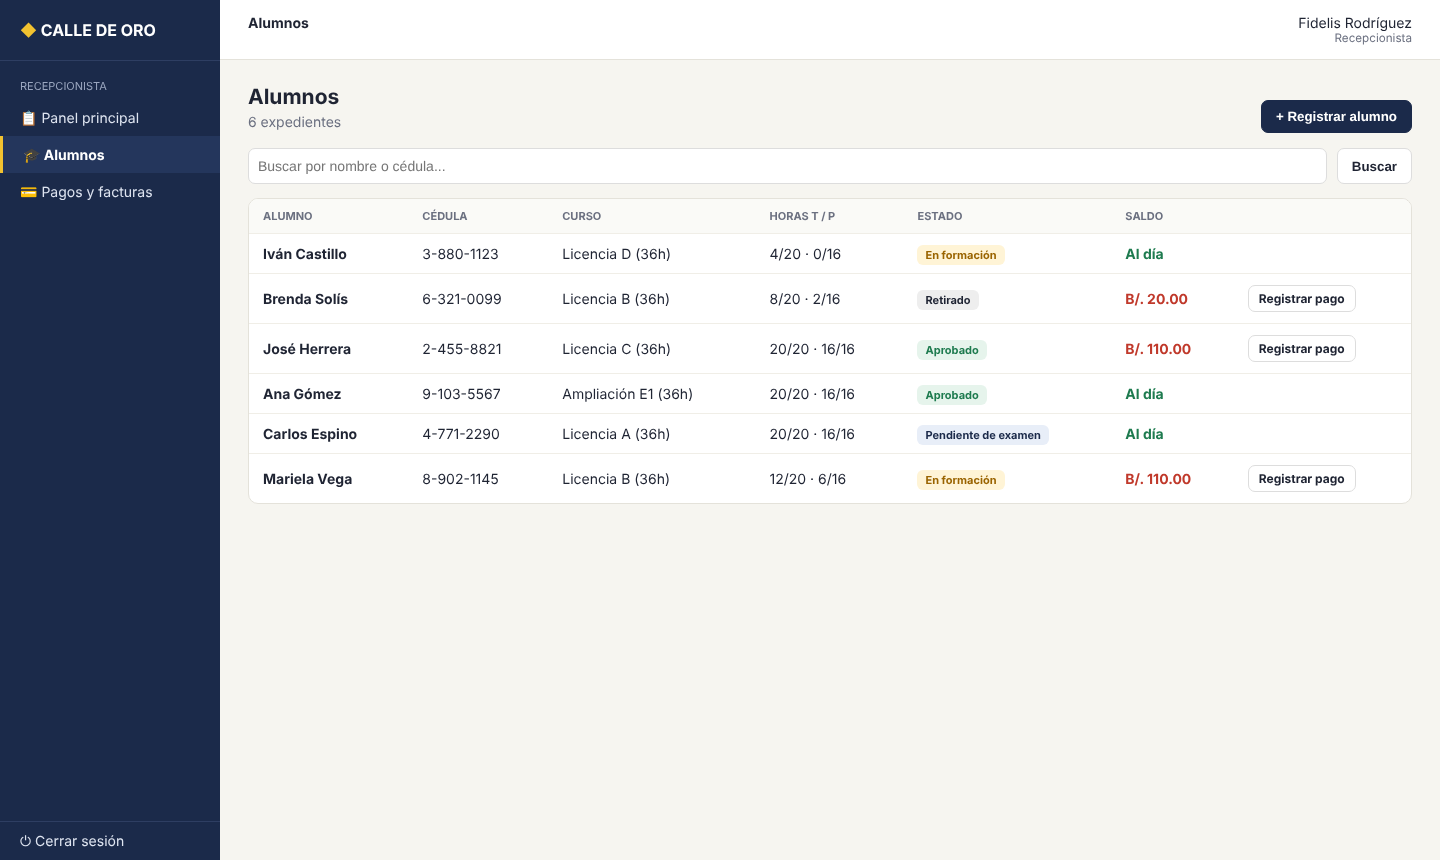 CALLE DE ORO
Alumnos
Fidelis Rodríguez
Recepcionista
RECEPCIONISTA
Panel principal
Alumnos
Pagos y facturas
Cerrar sesión
Alumnos
6 expedientes
+ Registrar alumno
Buscar por nombre o cédula...
Buscar
ALUMNO CÉDULA CURSO HORAS T / P ESTADO SALDO
Iván Castillo 3-880-1123 Licencia D (36h) 4/20 · 0/16 En formación Al día
Brenda Solís 6-321-0099 Licencia B (36h) 8/20 · 2/16 Retirado B/. 20.00 Registrar pago
José Herrera 2-455-8821 Licencia C (36h) 20/20 · 16/16 Aprobado B/. 110.00 Registrar pago
Ana Gómez 9-103-5567 Ampliación E1 (36h) 20/20 · 16/16 Aprobado Al día
Carlos Espino 4-771-2290 Licencia A (36h) 20/20 · 16/16 Pendiente de examen Al día
Mariela Vega 8-902-1145 Licencia B (36h) 12/20 · 6/16 En formación B/. 110.00 Registrar pago